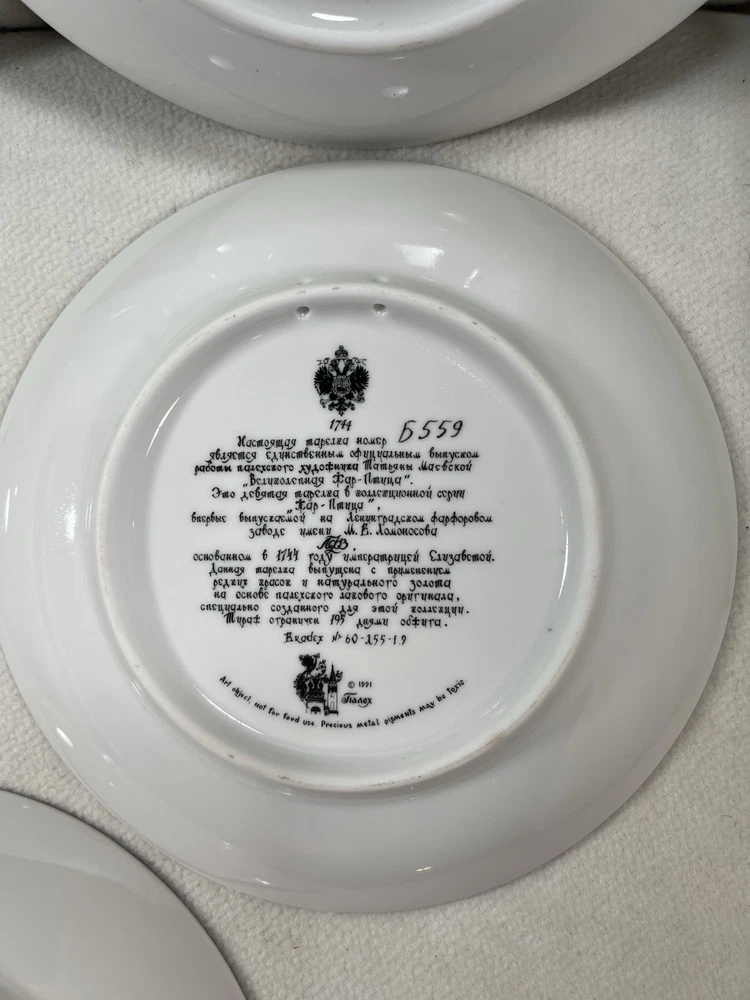 1744
Настоящая тарелка номер Б559
является единственным официальным выпуском
работы палехского художника Татьяны Маевской
„Великолепная Жар-Птица".
Это девятая тарелка в коллекционной серии
„Жар-Птица",
впервые выпускаемой на Ленинградском фарфоровом
заводе имени М. В. Ломоносова
ЛФЗ,
основанном в 1744 году императрицей Елизаветой.
Данная тарелка выпущена с применением
редких красок и натурального золота
на основе палехского лакового оригинала,
специально созданного для этой коллекции.
Тираж ограничен 195 днями обжига.
Bradex № 60-P55-1.9
© 1991
Палех
Art object, not for food use. Precious metal pigments may be toxic.